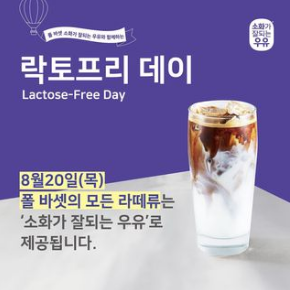 폴 바셋 소화가 잘되는 우유와 함께하는
소화가
잘되는
우유
락토프리 데이
Lactose-Free Day
8월20일(목)
폴 바셋의 모든 라떼류는
‘소화가 잘되는 우유’로
제공됩니다.